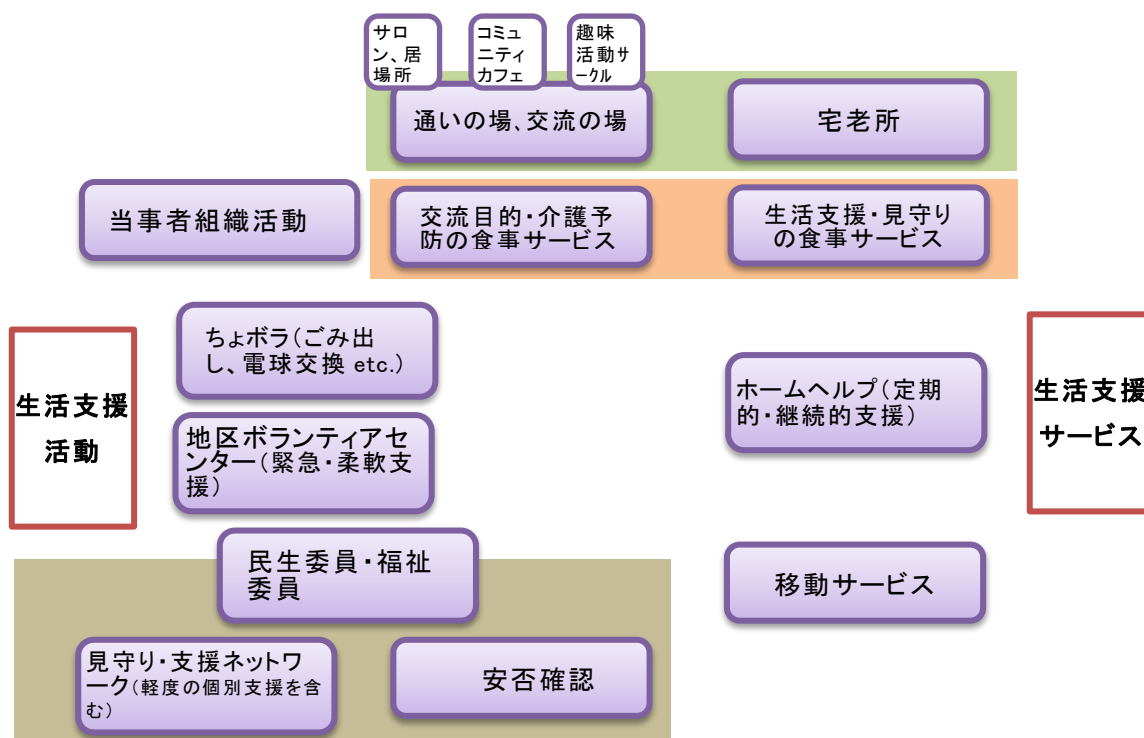 サロ
ン、居
場所
コミュ
ニティ
カフェ
趣味
活動サ
ークル
通いの場、交流の場
宅老所
当事者組織活動
交流目的・介護予
防の食事サービス
生活支援・見守り
の食事サービス
ちょボラ（ごみ出
し、電球交換 etc.）
生活支援
活動
地区ボランティアセ
ンター（緊急・柔軟支
援）
ホームヘルプ（定期
的・継続的支援）
生活支援
サービス
民生委員・福祉
委員
移動サービス
見守り・支援ネットワ
ーク（軽度の個別支援を含
む）
安否確認